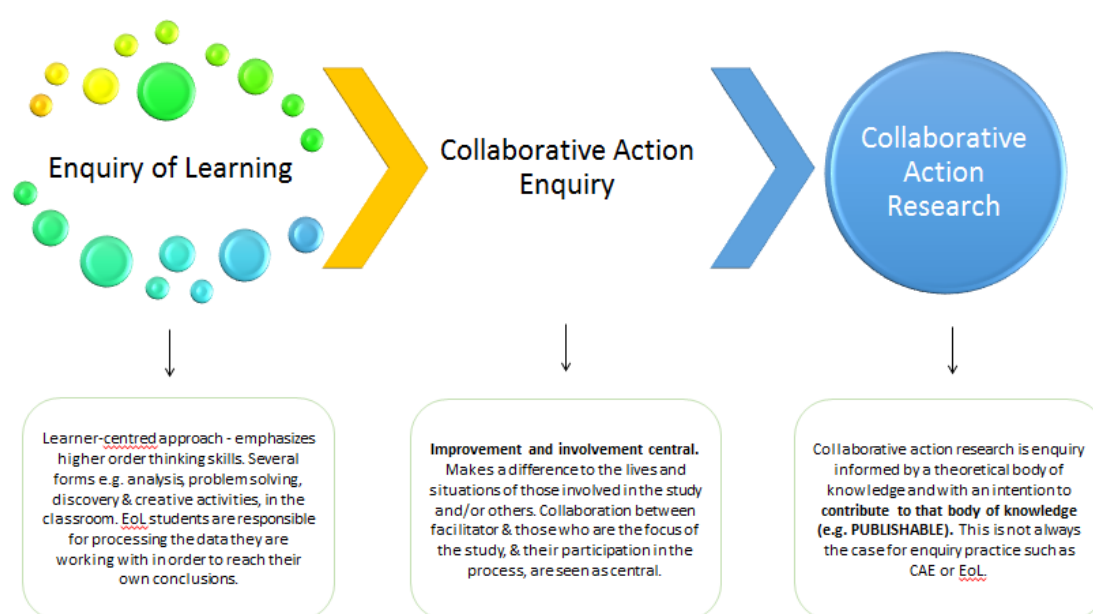 Enquiry of Learning
Collaborative Action
Enquiry
Collaborative
Action
Research
Learner-centred approach - emphasizes
higher order thinking skills. Several
forms e.g. analysis, problem solving,
discovery & creative activities, in the
classroom. EoL students are responsible
for processing the data they are
working with in order to reach their
own conclusions.
Improvement and involvement central.
Makes a difference to the lives and
situations of those involved in the study
and/or others. Collaboration between
facilitator & those who are the focus of
the study, & their participation in the
process, are seen as central.
Collaborative action research is enquiry
informed by a theoretical body of
knowledge and with an intention to
contribute to that body of knowledge
(e.g. PUBLISHABLE). This is not always
the case for enquiry practice such as
CAE or EoL.